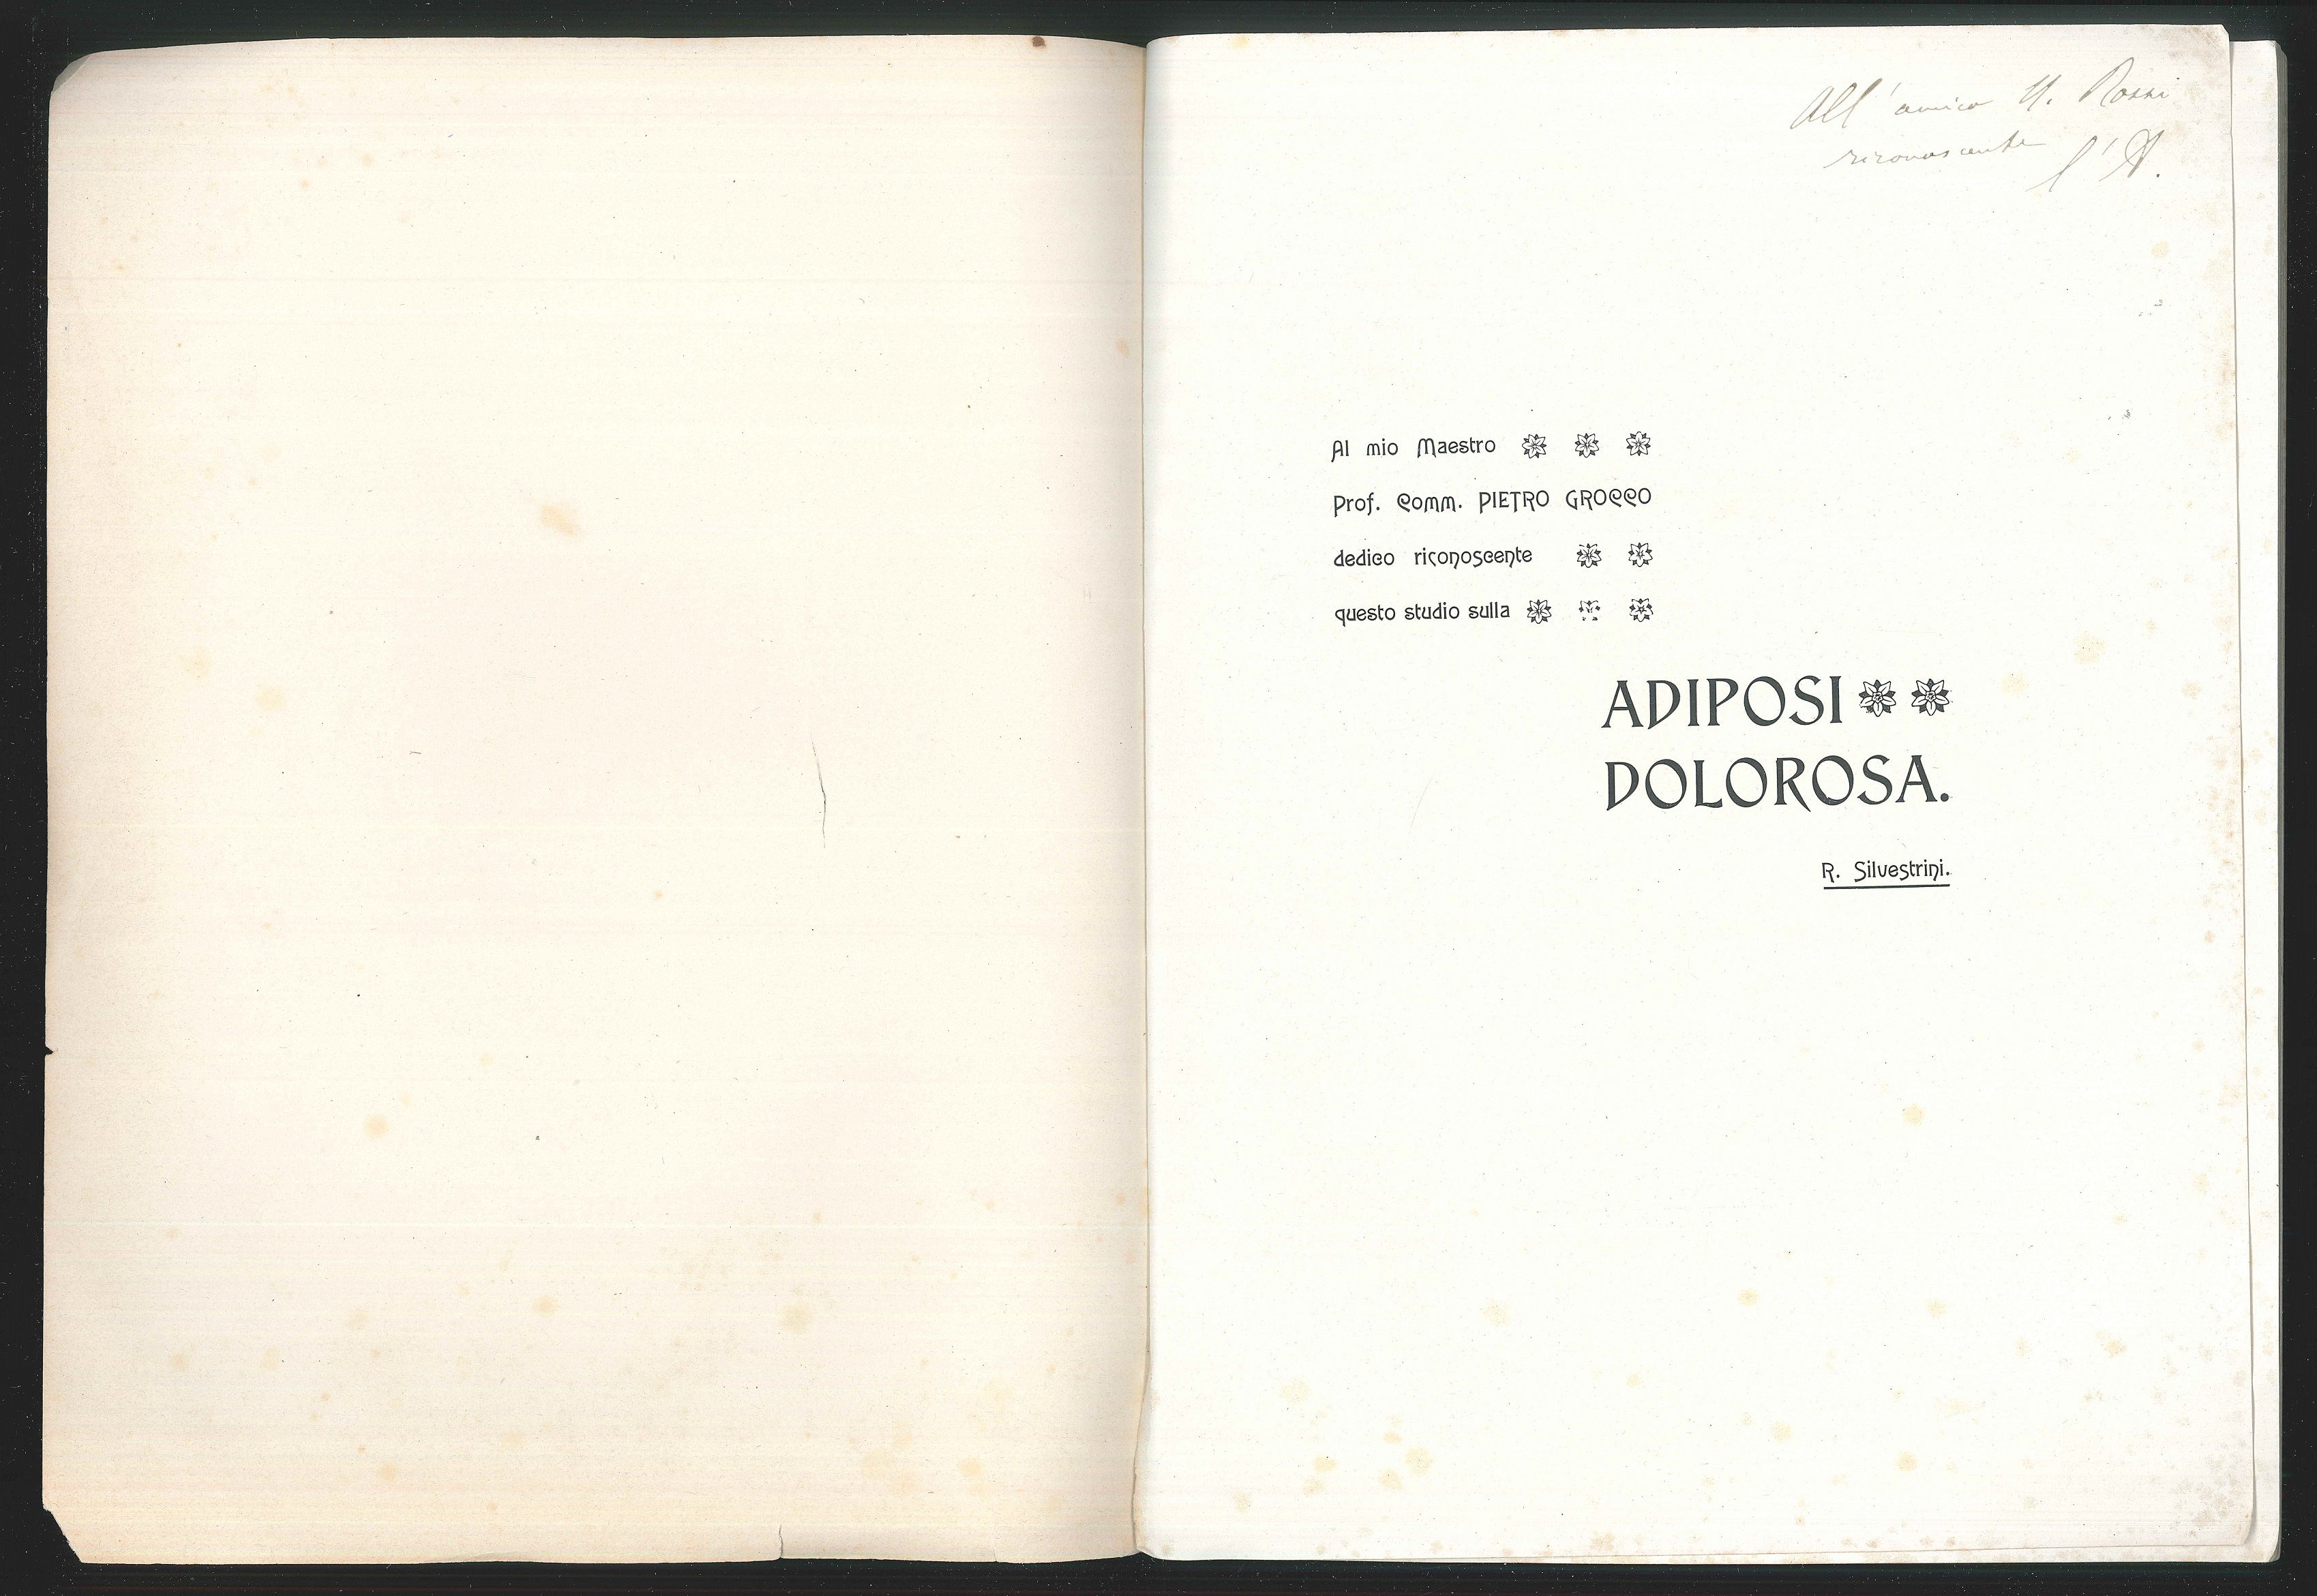 All'amico U. Rossi
riconoscente
l'A.
Al mio Maestro
Prof. Comm. PIETRO GROCCO
dedico riconoscente
questo studio sulla
ADIPOSI
DOLOROSA.
R. Silvestrini.